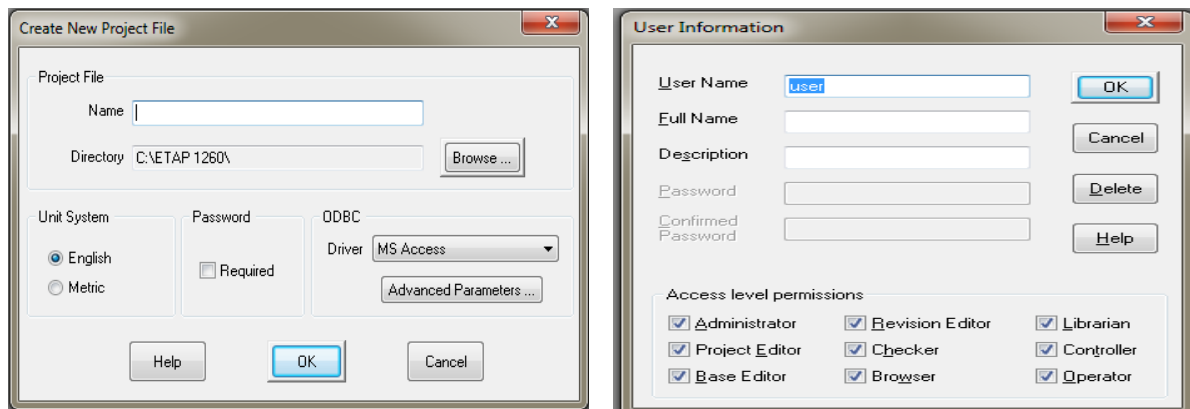 Create New Project File
Project File
Name
Directory C:\ETAP 1260\ Browse ...
Unit System Password ODBC
English Required Driver MS Access
Metric Advanced Parameters ...
Help OK Cancel
User Information
User Name user OK
Full Name
Cancel
Description
Password Delete
Confirmed
Password
Help
Access level permissions
Administrator Revision Editor Librarian
Project Editor Checker Controller
Base Editor Browser Operator